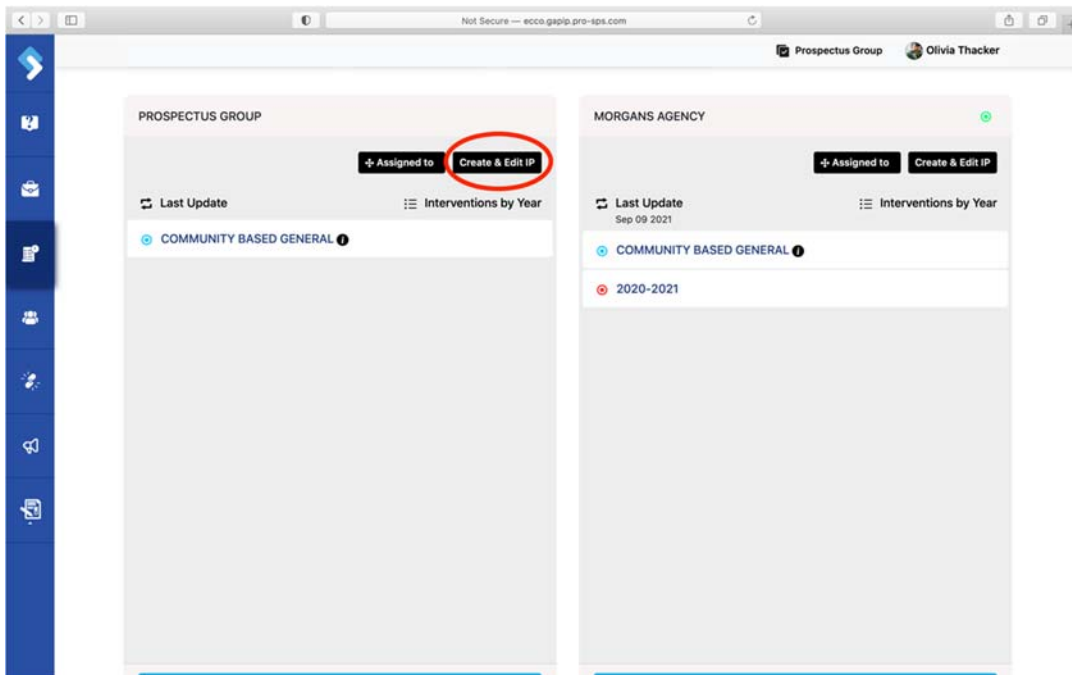 Not Secure — ecco.gapip.pro-sps.com
Prospectus Group Olivia Thacker
PROSPECTUS GROUP
Assigned to Create & Edit IP
Last Update Interventions by Year
COMMUNITY BASED GENERAL
MORGANS AGENCY
Assigned to Create & Edit IP
Last Update Interventions by Year
Sep 09 2021
COMMUNITY BASED GENERAL
2020-2021